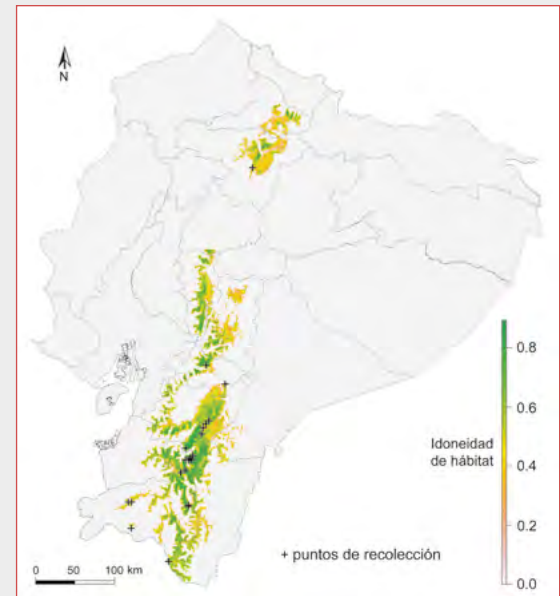 N
0.8
0.6
Idoneidad
de hábitat
0.4
0.2
+ puntos de recolección
0 50 100 km
0.0